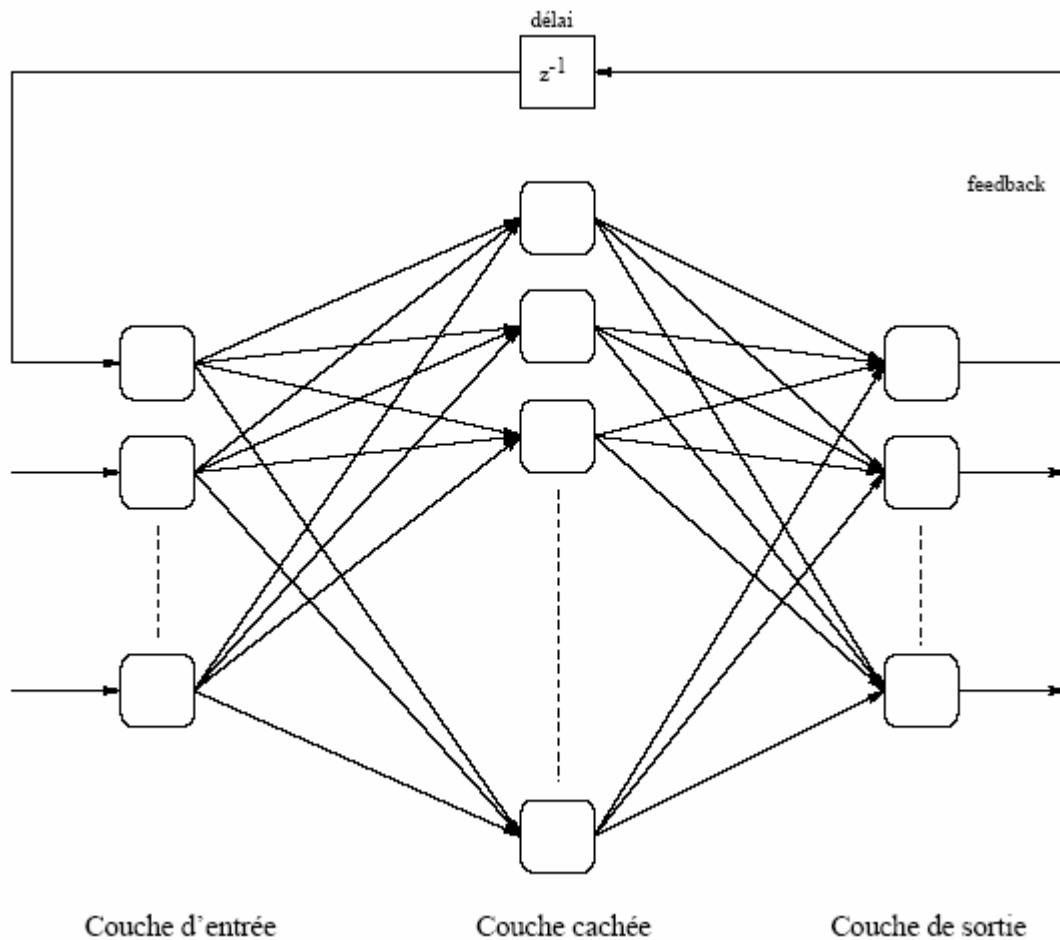 délai
z-1
feedback
Couche d'entrée
Couche cachée
Couche de sortie